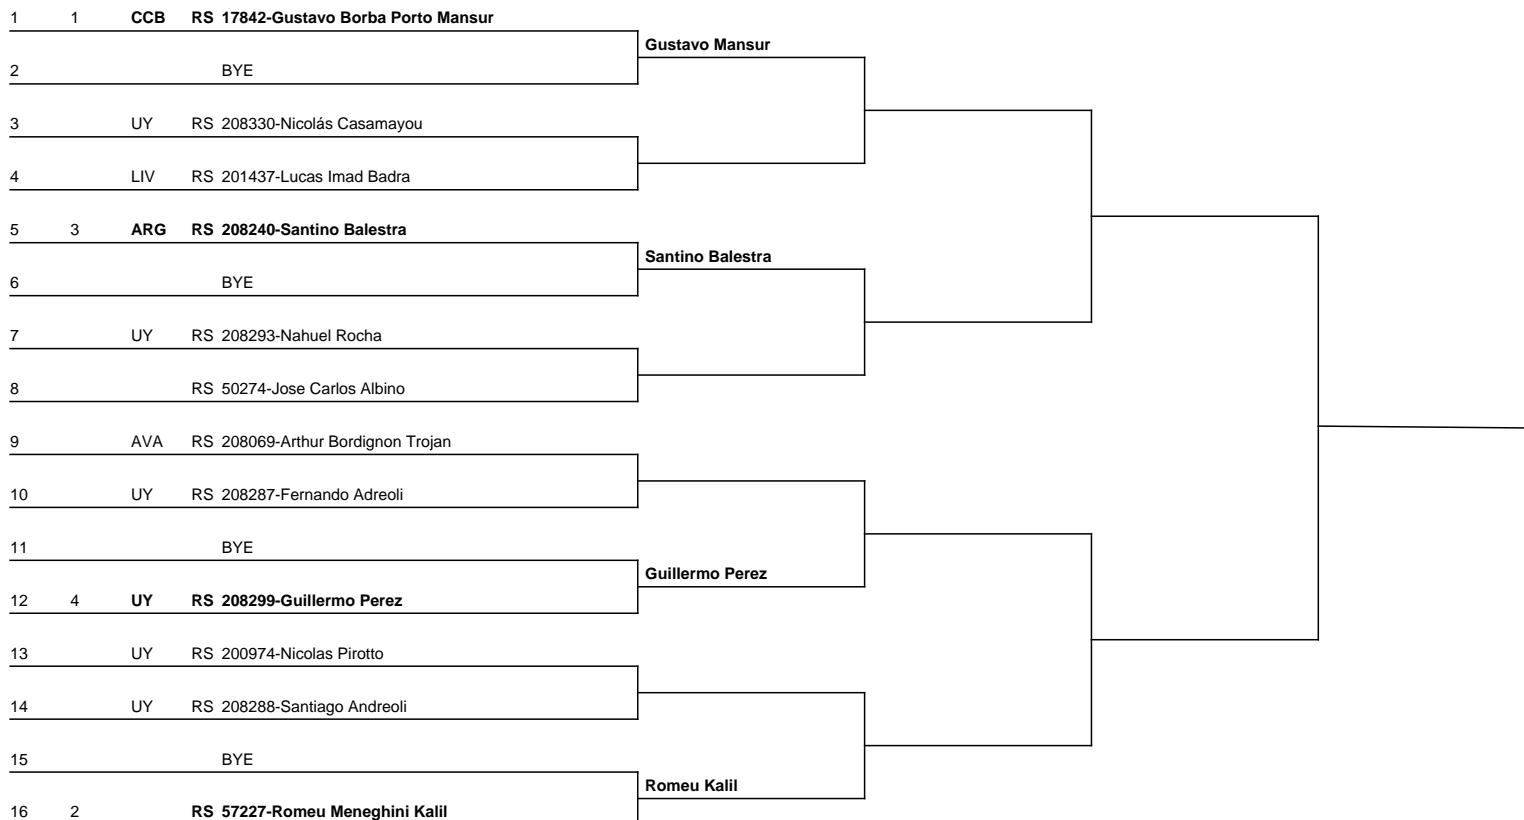 1 1 CCB RS 17842-Gustavo Borba Porto Mansur
Gustavo Mansur
2 BYE
3 UY RS 208330-Nicolás Casamayou
4 LIV RS 201437-Lucas Imad Badra
5 3 ARG RS 208240-Santino Balestra
Santino Balestra
6 BYE
7 UY RS 208293-Nahuel Rocha
8 RS 50274-Jose Carlos Albino
9 AVA RS 208069-Arthur Bordignon Trojan
10 UY RS 208287-Fernando Adreoli
11 BYE
Guillermo Perez
12 4 UY RS 208299-Guillermo Perez
13 UY RS 200974-Nicolas Pirotto
14 UY RS 208288-Santiago Andreoli
15 BYE
Romeu Kalil
16 2 RS 57227-Romeu Meneghini Kalil